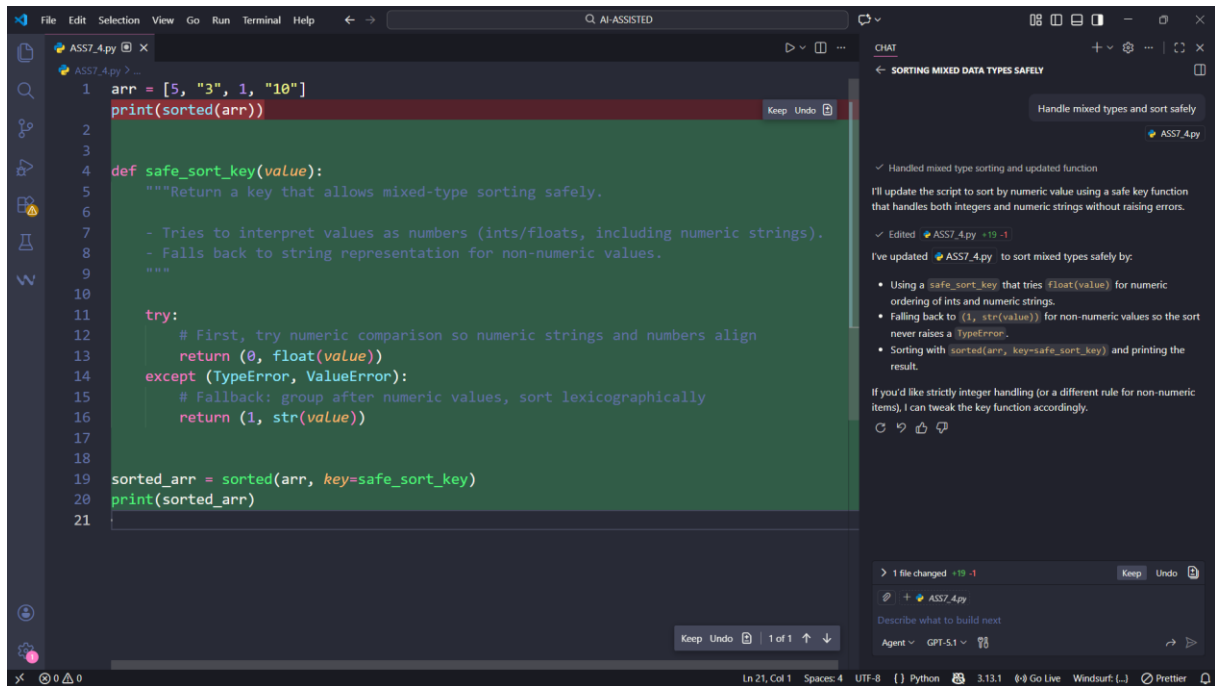 File Edit Selection View Go Run Terminal Help
AI-ASSISTED
ASS7_4.py
ASS7_4.py > ...
1 arr = [5, "3", 1, "10"]
print(sorted(arr))
Keep Undo
2
3
4 def safe_sort_key(value):
5 """Return a key that allows mixed-type sorting safely.
6
7 - Tries to interpret values as numbers (ints/floats, including numeric strings).
8 - Falls back to string representation for non-numeric values.
9 """
10
11 try:
12 # First, try numeric comparison so numeric strings and numbers align
13 return (0, float(value))
14 except (TypeError, ValueError):
15 # Fallback: group after numeric values, sort lexicographically
16 return (1, str(value))
17
18
19 sorted_arr = sorted(arr, key=safe_sort_key)
20 print(sorted_arr)
21
Keep Undo 1 of 1
CHAT
SORTING MIXED DATA TYPES SAFELY
Handle mixed types and sort safely
ASS7_4.py
Handled mixed type sorting and updated function
I'll update the script to sort by numeric value using a safe key function
that handles both integers and numeric strings without raising errors.
Edited ASS7_4.py +19 -1
I've updated ASS7_4.py to sort mixed types safely by:
• Using a safe_sort_key that tries float(value) for numeric
ordering of ints and numeric strings.
• Falling back to (1, str(value)) for non-numeric values so the sort
never raises a TypeError.
• Sorting with sorted(arr, key=safe_sort_key) and printing the
result.
If you'd like strictly integer handling (or a different rule for non-numeric
items), I can tweak the key function accordingly.
1 file changed +19 -1 Keep Undo
ASS7_4.py
Describe what to build next
Agent GPT-5.1
0 0 Ln 21, Col 1 Spaces: 4 UTF-8 {} Python 3.13.1 Go Live Windsurf: {...} Prettier